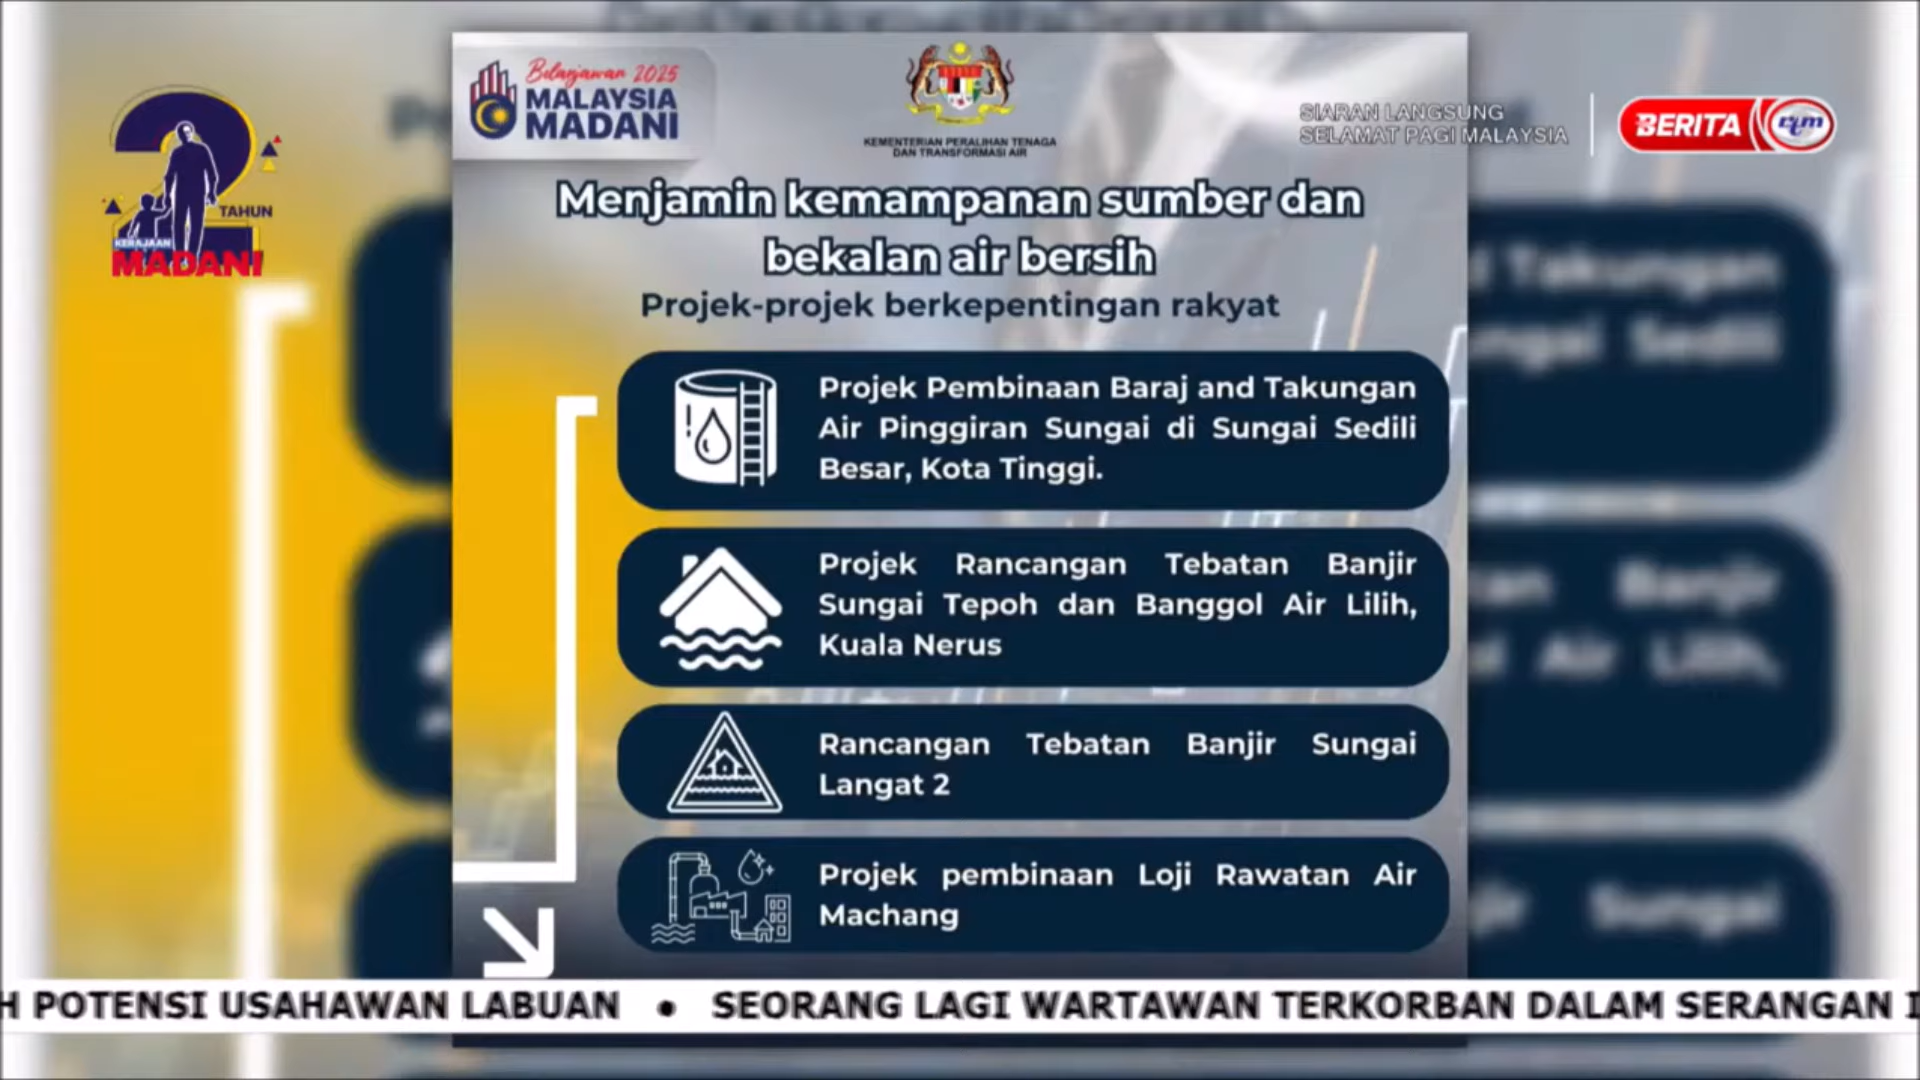 Belanjawan 2025
MALAYSIA
MADANI
KEMENTERIAN PERALIHAN TENAGA
DAN TRANSFORMASI AIR
SIARAN LANGSUNG
SELAMAT PAGI MALAYSIA
BERITA rtm
2
TAHUN
KERAJAAN
MADANI
Menjamin kemampanan sumber dan
bekalan air bersih
Projek-projek berkepentingan rakyat
Projek Pembinaan Baraj and Takungan
Air Pinggiran Sungai di Sungai Sedili
Besar, Kota Tinggi.
Projek Rancangan Tebatan Banjir
Sungai Tepoh dan Banggol Air Lilih,
Kuala Nerus
Rancangan Tebatan Banjir Sungai
Langat 2
Projek pembinaan Loji Rawatan Air
Machang
H POTENSI USAHAWAN LABUAN • SEORANG LAGI WARTAWAN TERKORBAN DALAM SERANGAN